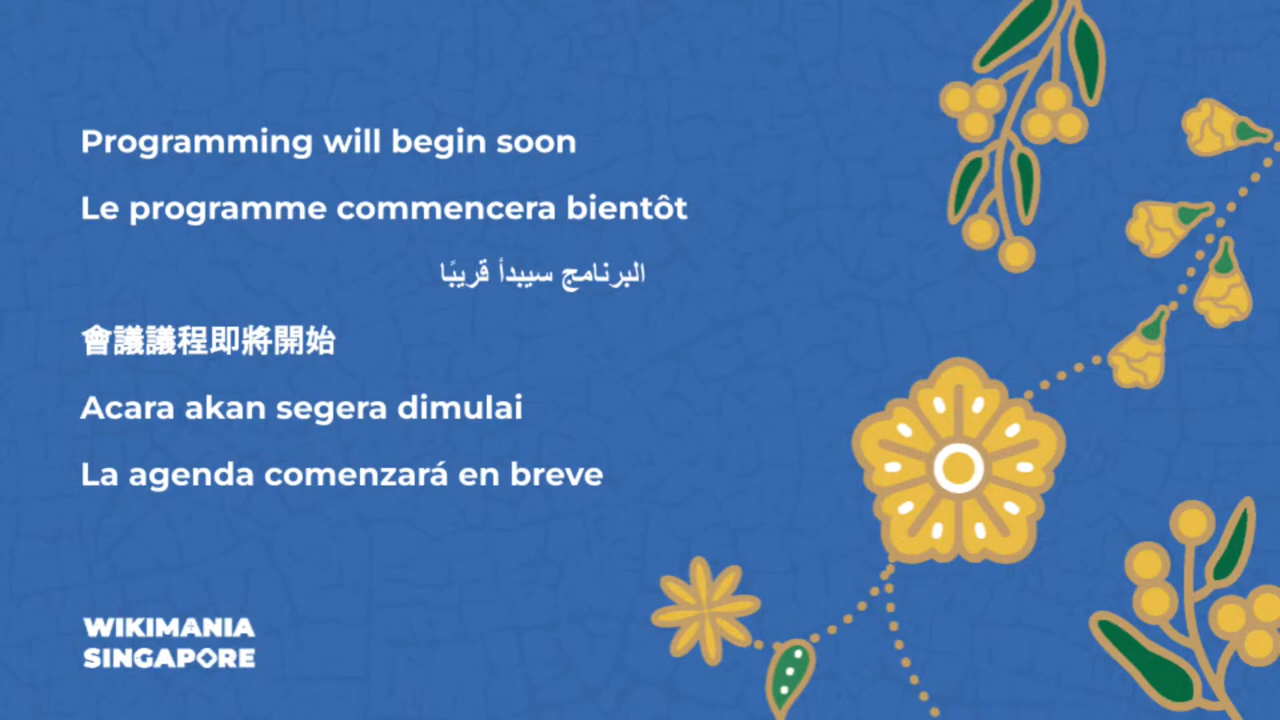 Programming will begin soon
Le programme commencera bientôt
البرنامج سيبدأ قريبًا
會議議程即將開始
Acara akan segera dimulai
La agenda comenzará en breve
WIKIMANIA
SINGAPORE